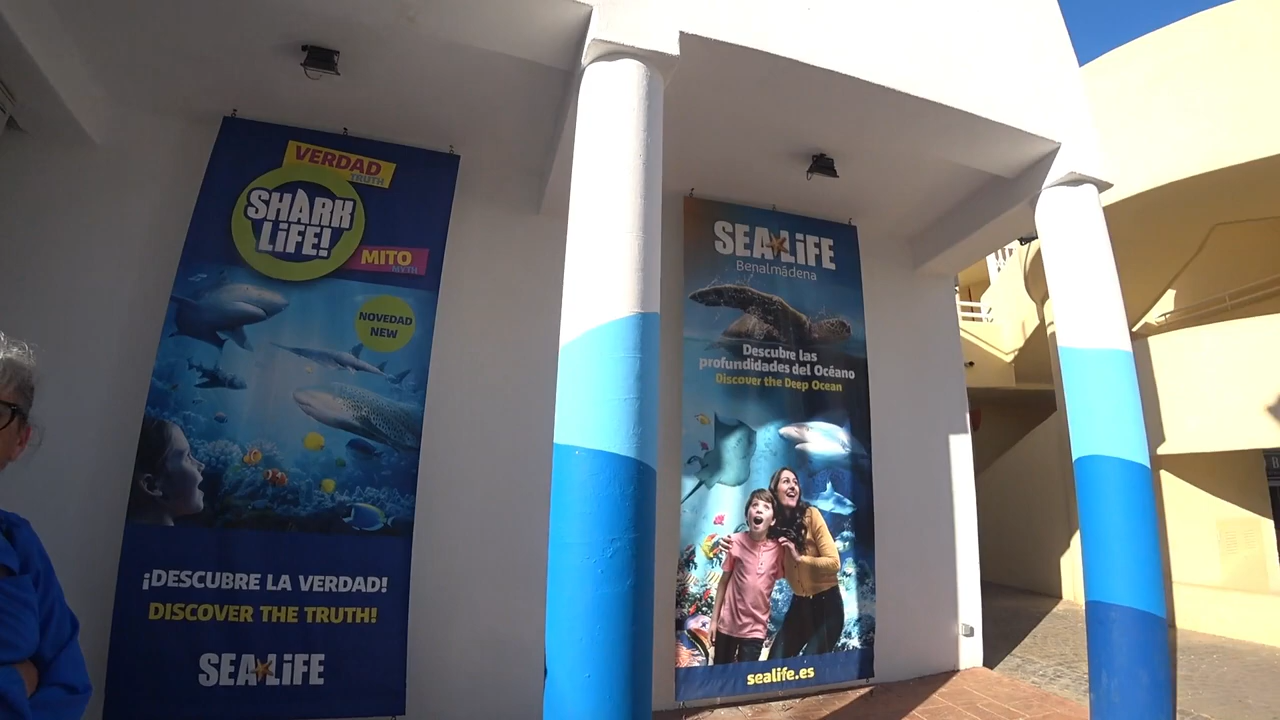 VERDAD
TRUTH
SHARK
LiFE!
MITO
MYTH
NOVEDAD
NEW
¡DESCUBRE LA VERDAD!
DISCOVER THE TRUTH!
SEA LiFE
SEA LiFE
Benalmádena
Descubre las
profundidades del Océano
Discover the Deep Ocean
sealife.es